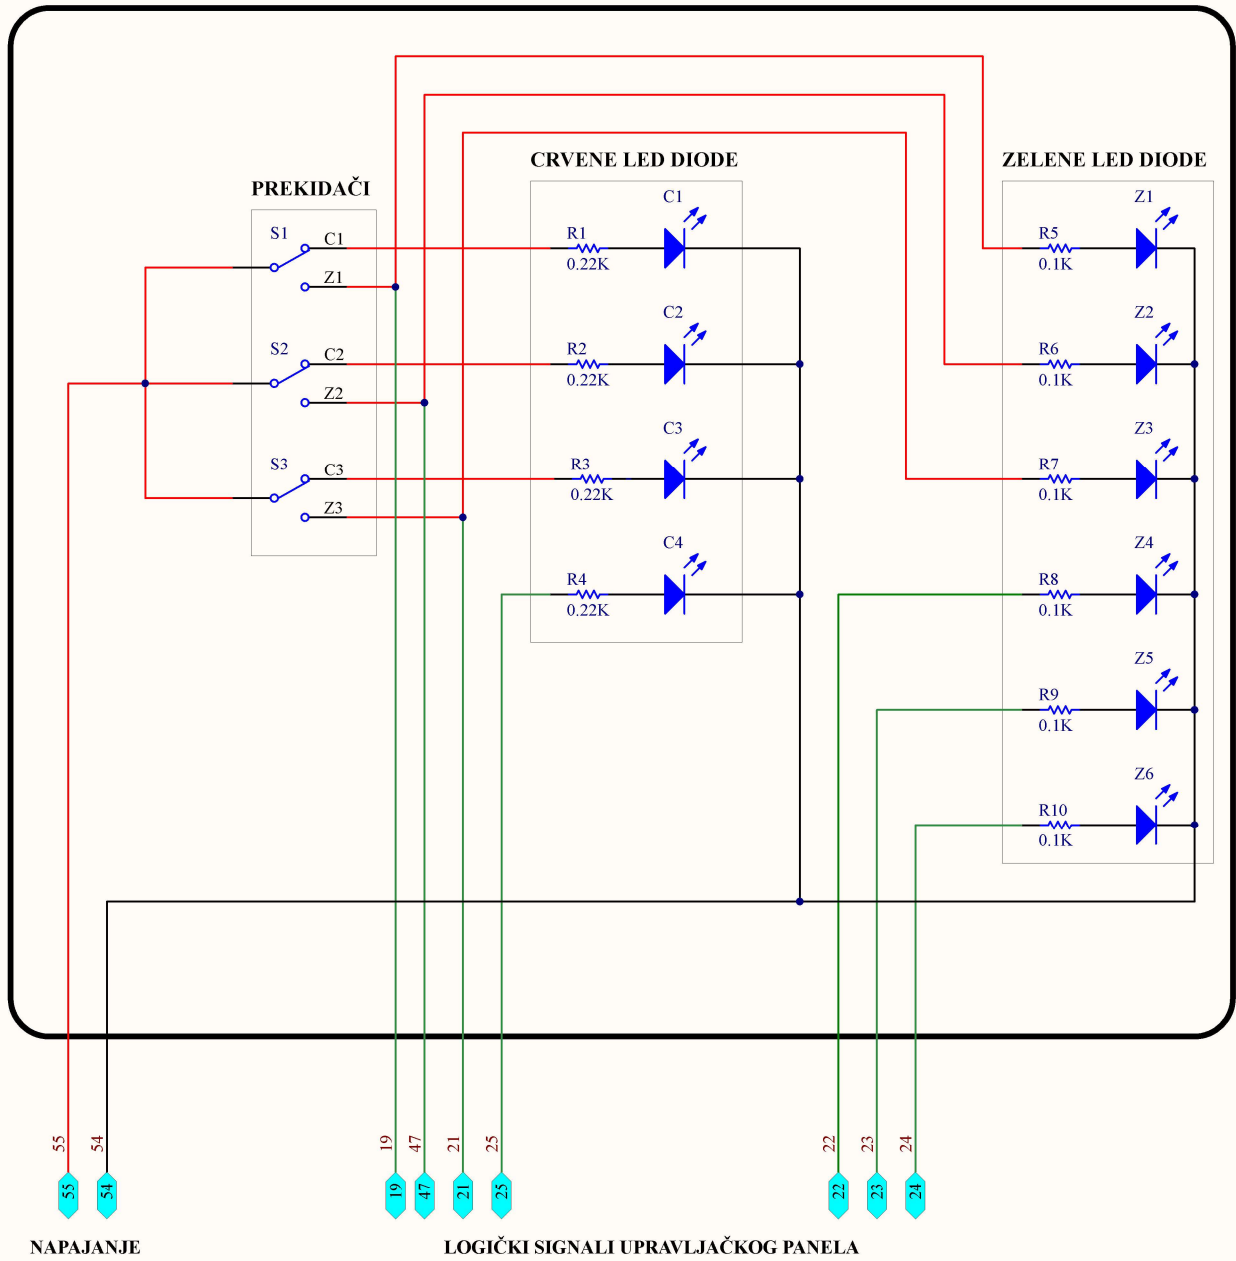 CRVENE LED DIODE
ZELENE LED DIODE
PREKIDAČI
C1
Z1
S1
C1
R1
R5
0.22K
0.1K
Z1
C2
Z2
S2
C2
R2
R6
0.22K
0.1K
Z2
C3
Z3
S3
C3
R3
R7
0.22K
0.1K
Z3
C4
Z4
R4
R8
0.22K
0.1K
Z5
R9
0.1K
Z6
R10
0.1K
55
54
19
47
21
25
22
23
24
55
54
19
47
21
25
22
23
24
NAPAJANJE
LOGIČKI SIGNALI UPRAVLJAČKOG PANELA